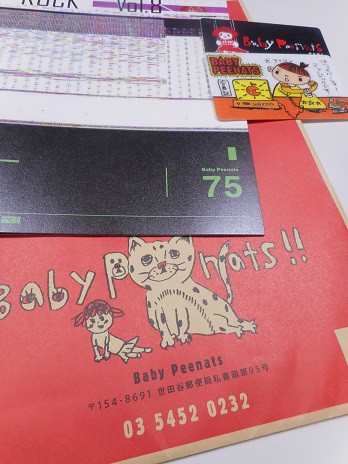 ROCK Vol.8
Baby Peenats
BABY PEENATS
Baby Peenats
75
Baby Peenats!!
Baby Peenats
〒154-8691 世田谷郵便局私書箱第95号
03 5452 0232